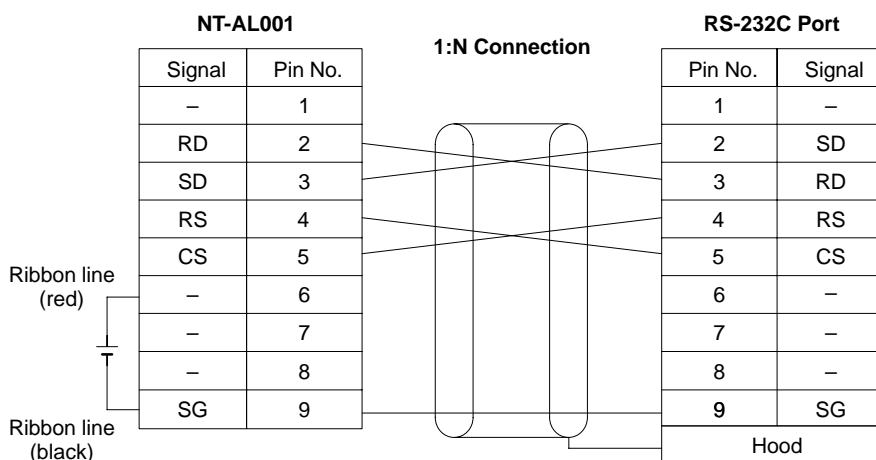 NT-AL001
1:N Connection
RS-232C Port
Signal Pin No.
– 1
RD 2
SD 3
RS 4
CS 5
– 6
– 7
– 8
SG 9
Ribbon line
(red)
Ribbon line
(black)
Pin No. Signal
1 –
2 SD
3 RD
4 RS
5 CS
6 –
7 –
8 –
9 SG
Hood